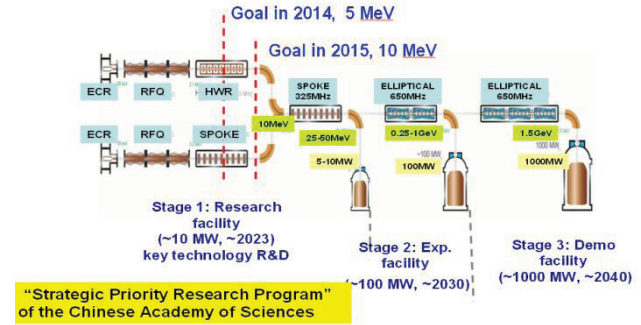 Goal in 2014, 5 MeV
Goal in 2015, 10 MeV
ECR
RFQ
HWR
SPOKE
325MHz
ELLIPTICAL
650MHz
ELLIPTICAL
650MHz
10MeV
25-50MeV
0.25-1GeV
1.5GeV
ECR
RFQ
SPOKE
5-10MW
~100 MW
100MW
1000 MW
1000MW
Stage 1: Research
facility
(~10 MW, ~2023)
key technology R&D
Stage 2: Exp.
facility
(~100 MW, ~2030)
Stage 3: Demo
facility
(~1000 MW, ~2040)
“Strategic Priority Research Program”
of the Chinese Academy of Sciences